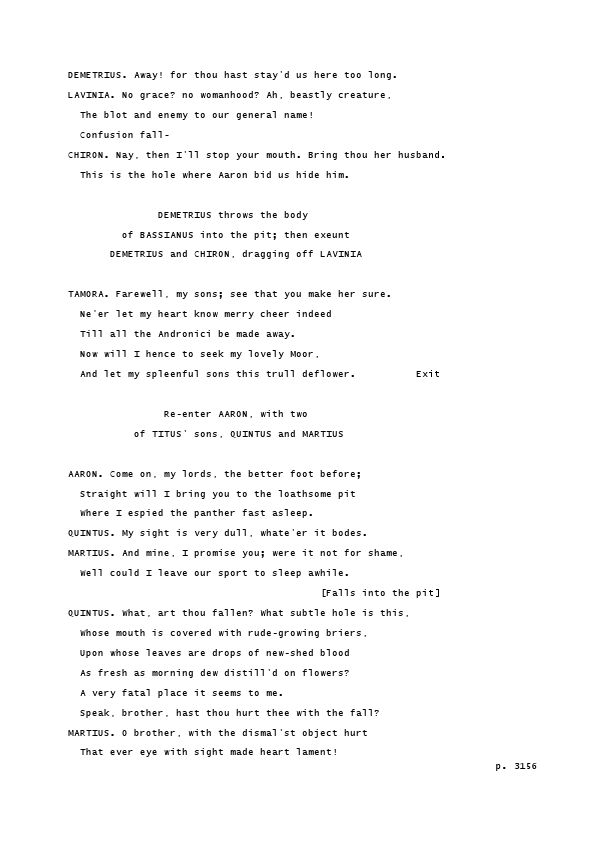 DEMETRIUS. Away! for thou hast stay'd us here too long.
LAVINIA. No grace? no womanhood? Ah, beastly creature,
The blot and enemy to our general name!
Confusion fall-
CHIRON. Nay, then I'll stop your mouth. Bring thou her husband.
This is the hole where Aaron bid us hide him.
DEMETRIUS throws the body
of BASSIANUS into the pit; then exeunt
DEMETRIUS and CHIRON, dragging off LAVINIA
TAMORA. Farewell, my sons; see that you make her sure.
Ne'er let my heart know merry cheer indeed
Till all the Andronici be made away.
Now will I hence to seek my lovely Moor,
And let my spleenful sons this trull deflower. Exit
Re-enter AARON, with two
of TITUS' sons, QUINTUS and MARTIUS
AARON. Come on, my lords, the better foot before;
Straight will I bring you to the loathsome pit
Where I espied the panther fast asleep.
QUINTUS. My sight is very dull, whate'er it bodes.
MARTIUS. And mine, I promise you; were it not for shame,
Well could I leave our sport to sleep awhile.
[Falls into the pit]
QUINTUS. What, art thou fallen? What subtle hole is this,
Whose mouth is covered with rude-growing briers,
Upon whose leaves are drops of new-shed blood
As fresh as morning dew distill'd on flowers?
A very fatal place it seems to me.
Speak, brother, hast thou hurt thee with the fall?
MARTIUS. O brother, with the dismal'st object hurt
That ever eye with sight made heart lament!
p. 3156